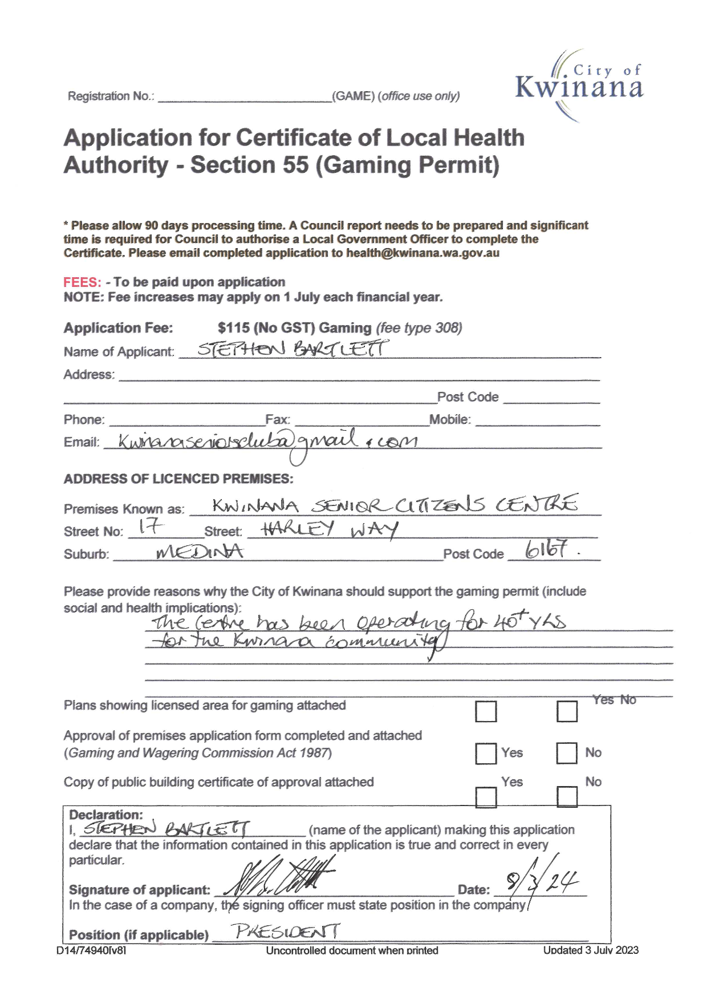 City of
Kwinana
Registration No.: ____________ (GAME) (office use only)
Application for Certificate of Local Health
Authority - Section 55 (Gaming Permit)
* Please allow 90 days processing time. A Council report needs to be prepared and significant
time is required for Council to authorise a Local Government Officer to complete the
Certificate. Please email completed application to health@kwinana.wa.gov.au
FEES: - To be paid upon application
NOTE: Fee increases may apply on 1 July each financial year.
Application Fee: $115 (No GST) Gaming (fee type 308)
Name of Applicant: STEPHEN BARTLETT
Address:
Post Code
Phone: Fax: Mobile:
Email: Kwinanaseniorsclub@gmail.com
ADDRESS OF LICENCED PREMISES:
Premises Known as: KWINANA SENIOR CITIZENS CENTRE
Street No: 17 Street: HARLEY WAY
Suburb: MEDINA Post Code 6167.
Please provide reasons why the City of Kwinana should support the gaming permit (include
social and health implications):
The Centre has been operating for 40+ yrs
for the Kwinana community
Yes No
Plans showing licensed area for gaming attached
Approval of premises application form completed and attached
(Gaming and Wagering Commission Act 1987) Yes No
Copy of public building certificate of approval attached Yes No
Declaration:
I, STEPHEN BARTLETT (name of the applicant) making this application
declare that the information contained in this application is true and correct in every
particular.
Signature of applicant: Date: 8/3/24
In the case of a company, the signing officer must state position in the company
Position (if applicable) PRESIDENT
D14/74940[v8] Uncontrolled document when printed Updated 3 July 2023